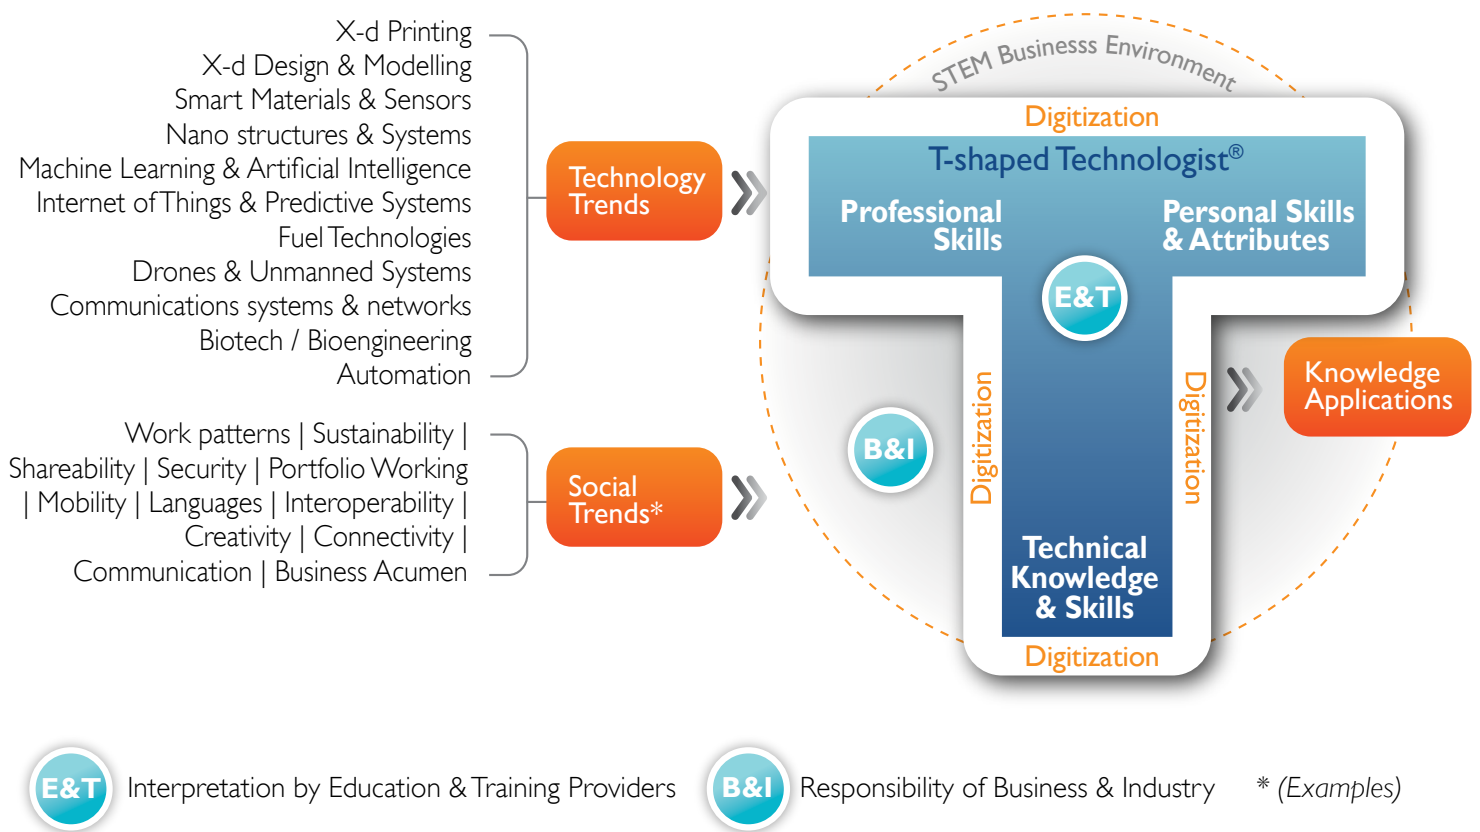 X-d Printing
X-d Design & Modelling
Smart Materials & Sensors
Nano structures & Systems
Machine Learning & Artificial Intelligence
Internet of Things & Predictive Systems
Fuel Technologies
Drones & Unmanned Systems
Communications systems & networks
Biotech / Bioengineering
Automation
Technology
Trends
Work patterns | Sustainability |
Shareability | Security | Portfolio Working
| Mobility | Languages | Interoperability |
Creativity | Connectivity |
Communication | Business Acumen
Social
Trends*
STEM Businesss Environment
Digitization
T-shaped Technologist®
Professional
Skills
Personal Skills
& Attributes
E&T
B&I
Digitization
Digitization
Technical
Knowledge
& Skills
Digitization
Knowledge
Applications
E&T Interpretation by Education & Training Providers
B&I Responsibility of Business & Industry
* (Examples)